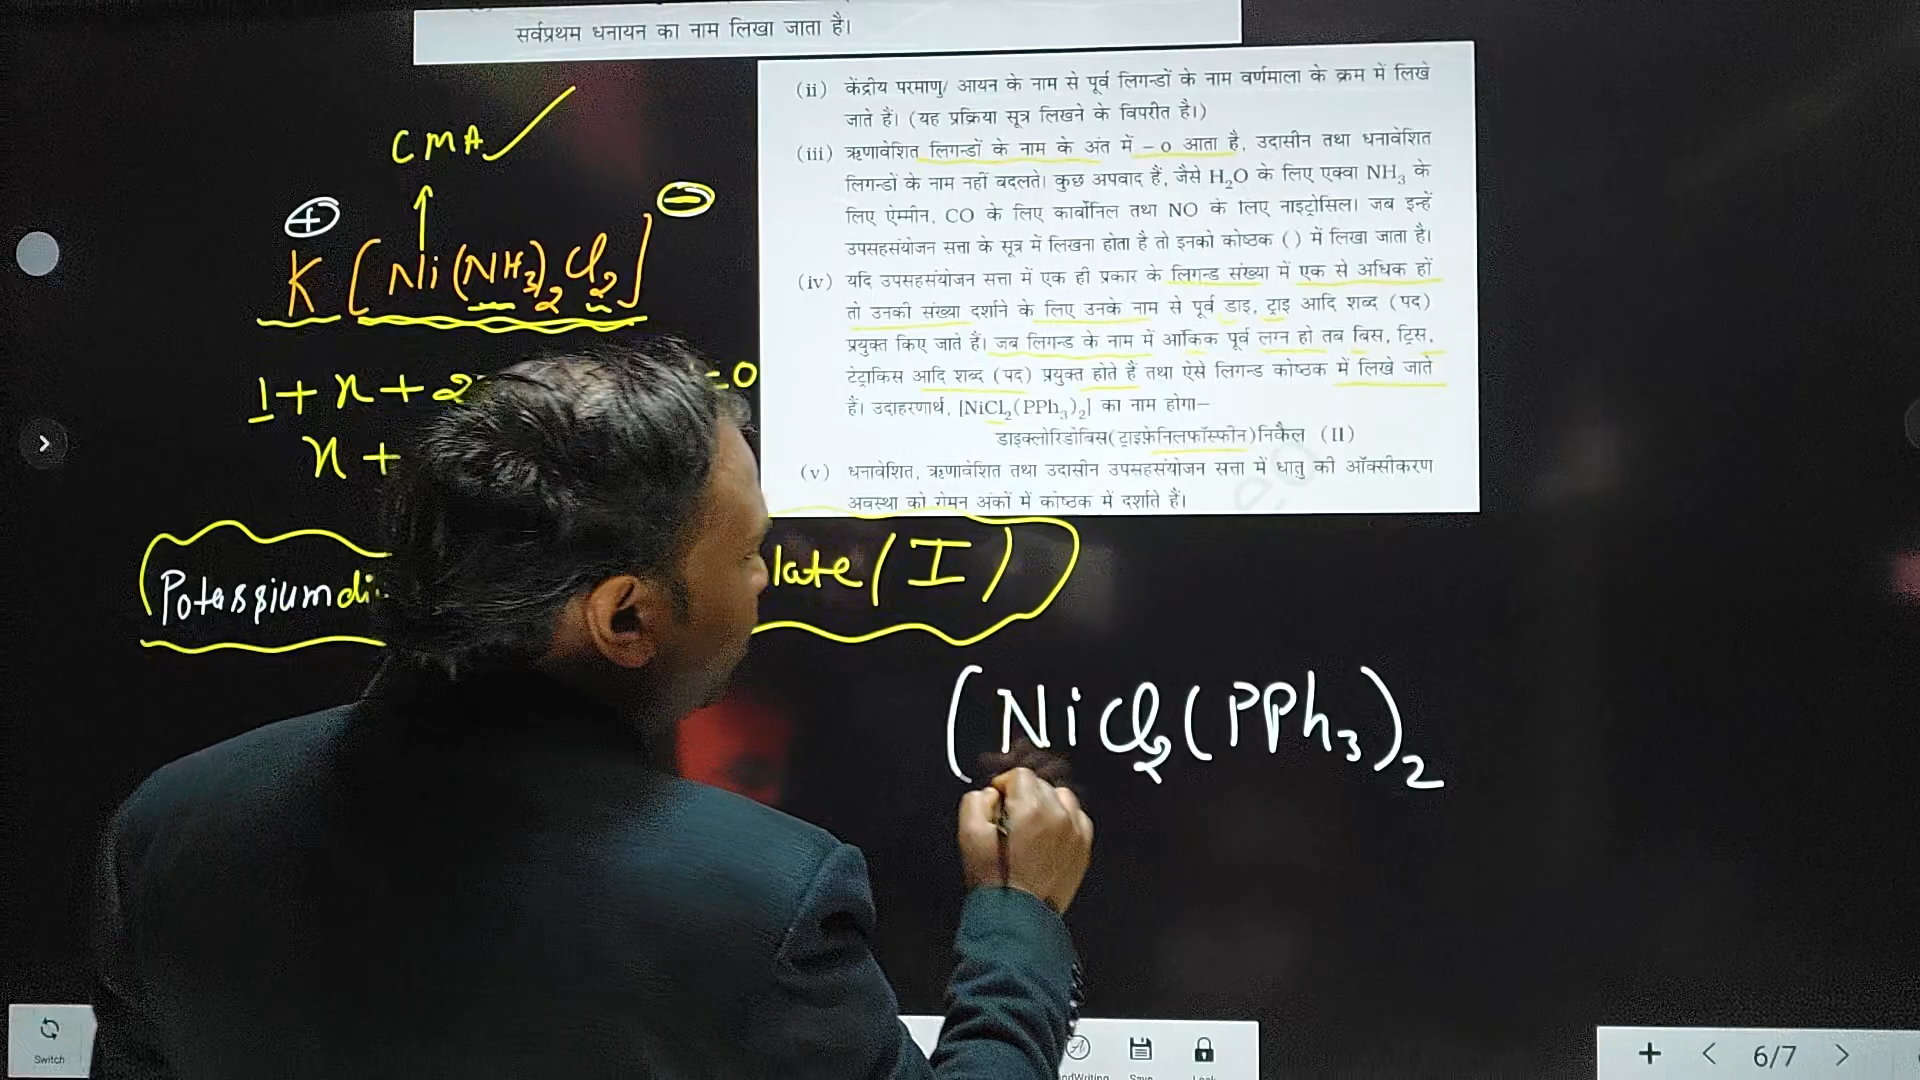 सर्वप्रथम धनायन का नाम लिखा जाता है।
(ii) केंद्रीय परमाणु/ आयन के नाम से पूर्व लिगन्डों के नाम वर्णमाला के क्रम में लिखे
जाते हैं। (यह प्रक्रिया सूत्र लिखने के विपरीत है।)
(iii) ऋणावेशित लिगन्डों के नाम के अंत में – o आता है, उदासीन तथा धनावेशित
लिगन्डों के नाम नहीं बदलते। कुछ अपवाद हैं, जैसे H₂O के लिए एक्वा NH₃ के
लिए ऐम्मीन, CO के लिए कार्बोनिल तथा NO के लिए नाइट्रोसिल। जब इन्हें
उपसहसंयोजन सत्ता के सूत्र में लिखना होता है तो इनको कोष्ठक ( ) में लिखा जाता है।
(iv) यदि उपसहसंयोजन सत्ता में एक ही प्रकार के लिगन्ड संख्या में एक से अधिक हों
तो उनकी संख्या दर्शाने के लिए उनके नाम से पूर्व डाइ, ट्राइ आदि शब्द (पद)
प्रयुक्त किए जाते हैं। जब लिगन्ड के नाम में आंकिक पूर्व लग्न हो तब बिस, ट्रिस,
टेट्राकिस आदि शब्द (पद) प्रयुक्त होते हैं तथा ऐसे लिगन्ड कोष्ठक में लिखे जाते
हैं। उदाहरणार्थ, [NiCl₂(PPh₃)₂] का नाम होगा–
डाइक्लोरिडोबिस(ट्राइफ़ेनिलफॉस्फीन)निकैल (II)
(v) धनावेशित, ऋणावेशित तथा उदासीन उपसहसंयोजन सत्ता में धातु की ऑक्सीकरण
अवस्था को रोमन अंकों में कोष्ठक में दर्शाते हैं।
CMA ✓
↑
⊕ ⊖
K [Ni(NH₃)₂Cl₂]
1 + x + 2 =0
x +
Potassium di late (I)
(NiCl₂(PPh₃)₂
Switch
Save
+ < 6/7 >